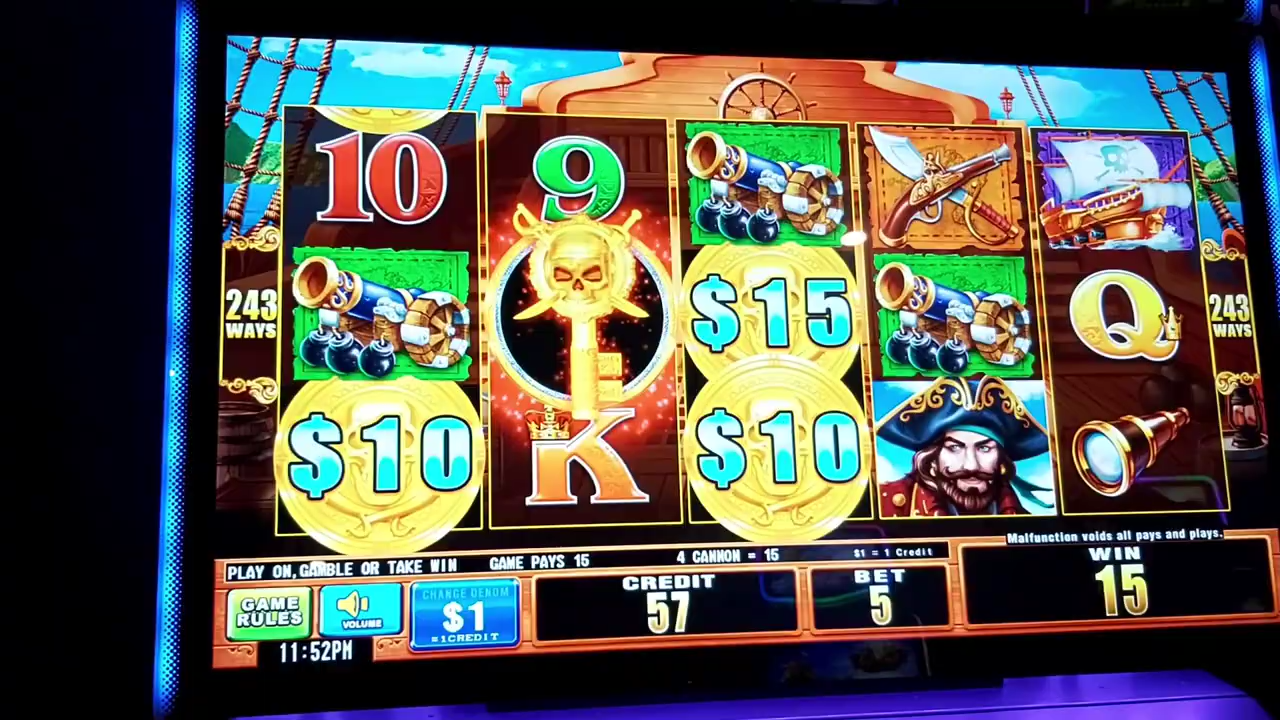 10
9
243
WAYS
$15
Q
243
WAYS
$10
K
$10
Malfunction voids all pays and plays.
PLAY ON, GAMBLE OR TAKE WIN
GAME PAYS 15
4 CANNON = 15
$1 = 1 Credit
GAME
RULES
VOLUME
CHANGE DENOM
$1
=1CREDIT
CREDIT
57
BET
5
WIN
15
11:52PM